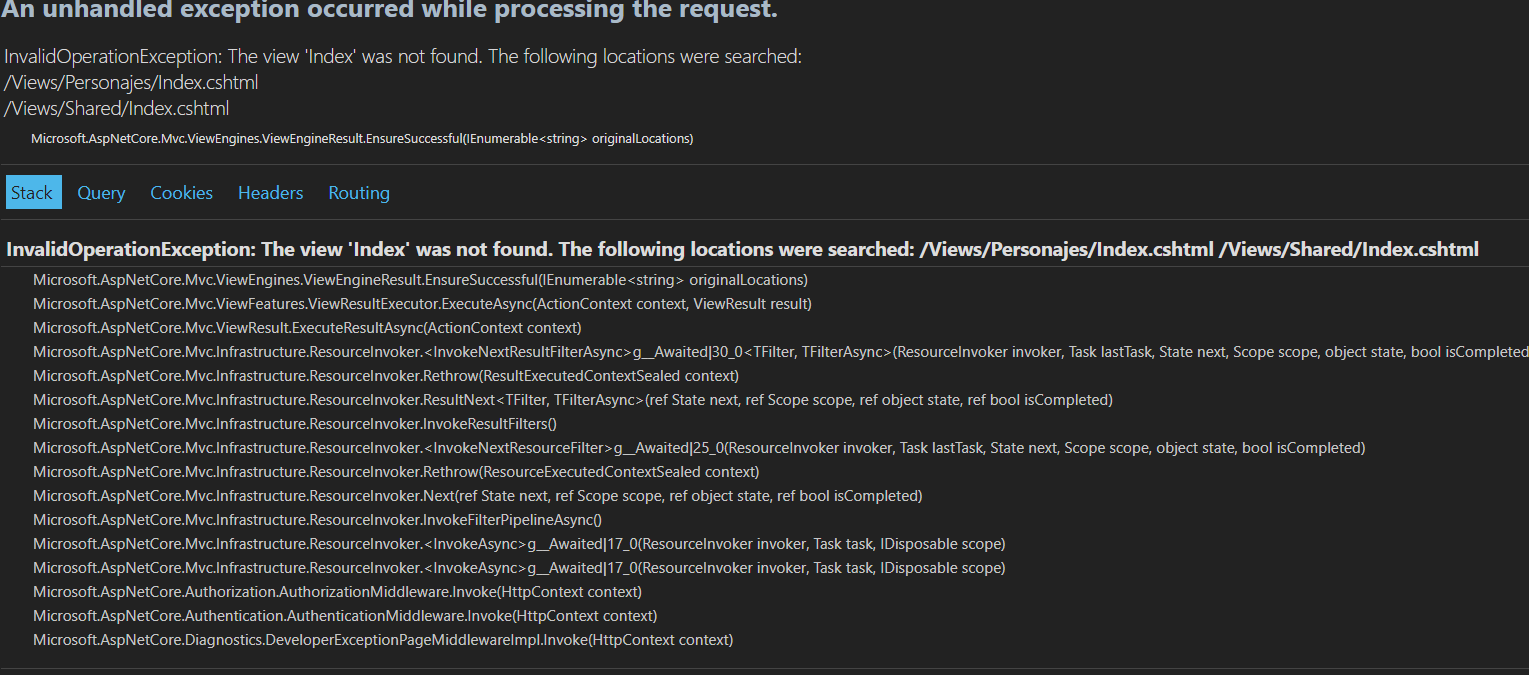 An unhandled exception occurred while processing the request.
InvalidOperationException: The view 'Index' was not found. The following locations were searched:
/Views/Personajes/Index.cshtml
/Views/Shared/Index.cshtml
Microsoft.AspNetCore.Mvc.ViewEngines.ViewEngineResult.EnsureSuccessful(IEnumerable<string> originalLocations)
Stack Query Cookies Headers Routing
InvalidOperationException: The view 'Index' was not found. The following locations were searched: /Views/Personajes/Index.cshtml /Views/Shared/Index.cshtml
Microsoft.AspNetCore.Mvc.ViewEngines.ViewEngineResult.EnsureSuccessful(IEnumerable<string> originalLocations)
Microsoft.AspNetCore.Mvc.ViewFeatures.ViewResultExecutor.ExecuteAsync(ActionContext context, ViewResult result)
Microsoft.AspNetCore.Mvc.ViewResult.ExecuteResultAsync(ActionContext context)
Microsoft.AspNetCore.Mvc.Infrastructure.ResourceInvoker.<InvokeNextResultFilterAsync>g__Awaited|30_0<TFilter, TFilterAsync>(ResourceInvoker invoker, Task lastTask, State next, Scope scope, object state, bool isCompleted
Microsoft.AspNetCore.Mvc.Infrastructure.ResourceInvoker.Rethrow(ResultExecutedContextSealed context)
Microsoft.AspNetCore.Mvc.Infrastructure.ResourceInvoker.ResultNext<TFilter, TFilterAsync>(ref State next, ref Scope scope, ref object state, ref bool isCompleted)
Microsoft.AspNetCore.Mvc.Infrastructure.ResourceInvoker.InvokeResultFilters()
Microsoft.AspNetCore.Mvc.Infrastructure.ResourceInvoker.<InvokeNextResourceFilter>g__Awaited|25_0(ResourceInvoker invoker, Task lastTask, State next, Scope scope, object state, bool isCompleted)
Microsoft.AspNetCore.Mvc.Infrastructure.ResourceInvoker.Rethrow(ResourceExecutedContextSealed context)
Microsoft.AspNetCore.Mvc.Infrastructure.ResourceInvoker.Next(ref State next, ref Scope scope, ref object state, ref bool isCompleted)
Microsoft.AspNetCore.Mvc.Infrastructure.ResourceInvoker.InvokeFilterPipelineAsync()
Microsoft.AspNetCore.Mvc.Infrastructure.ResourceInvoker.<InvokeAsync>g__Awaited|17_0(ResourceInvoker invoker, Task task, IDisposable scope)
Microsoft.AspNetCore.Mvc.Infrastructure.ResourceInvoker.<InvokeAsync>g__Awaited|17_0(ResourceInvoker invoker, Task task, IDisposable scope)
Microsoft.AspNetCore.Authorization.AuthorizationMiddleware.Invoke(HttpContext context)
Microsoft.AspNetCore.Authentication.AuthenticationMiddleware.Invoke(HttpContext context)
Microsoft.AspNetCore.Diagnostics.DeveloperExceptionPageMiddlewareImpl.Invoke(HttpContext context)